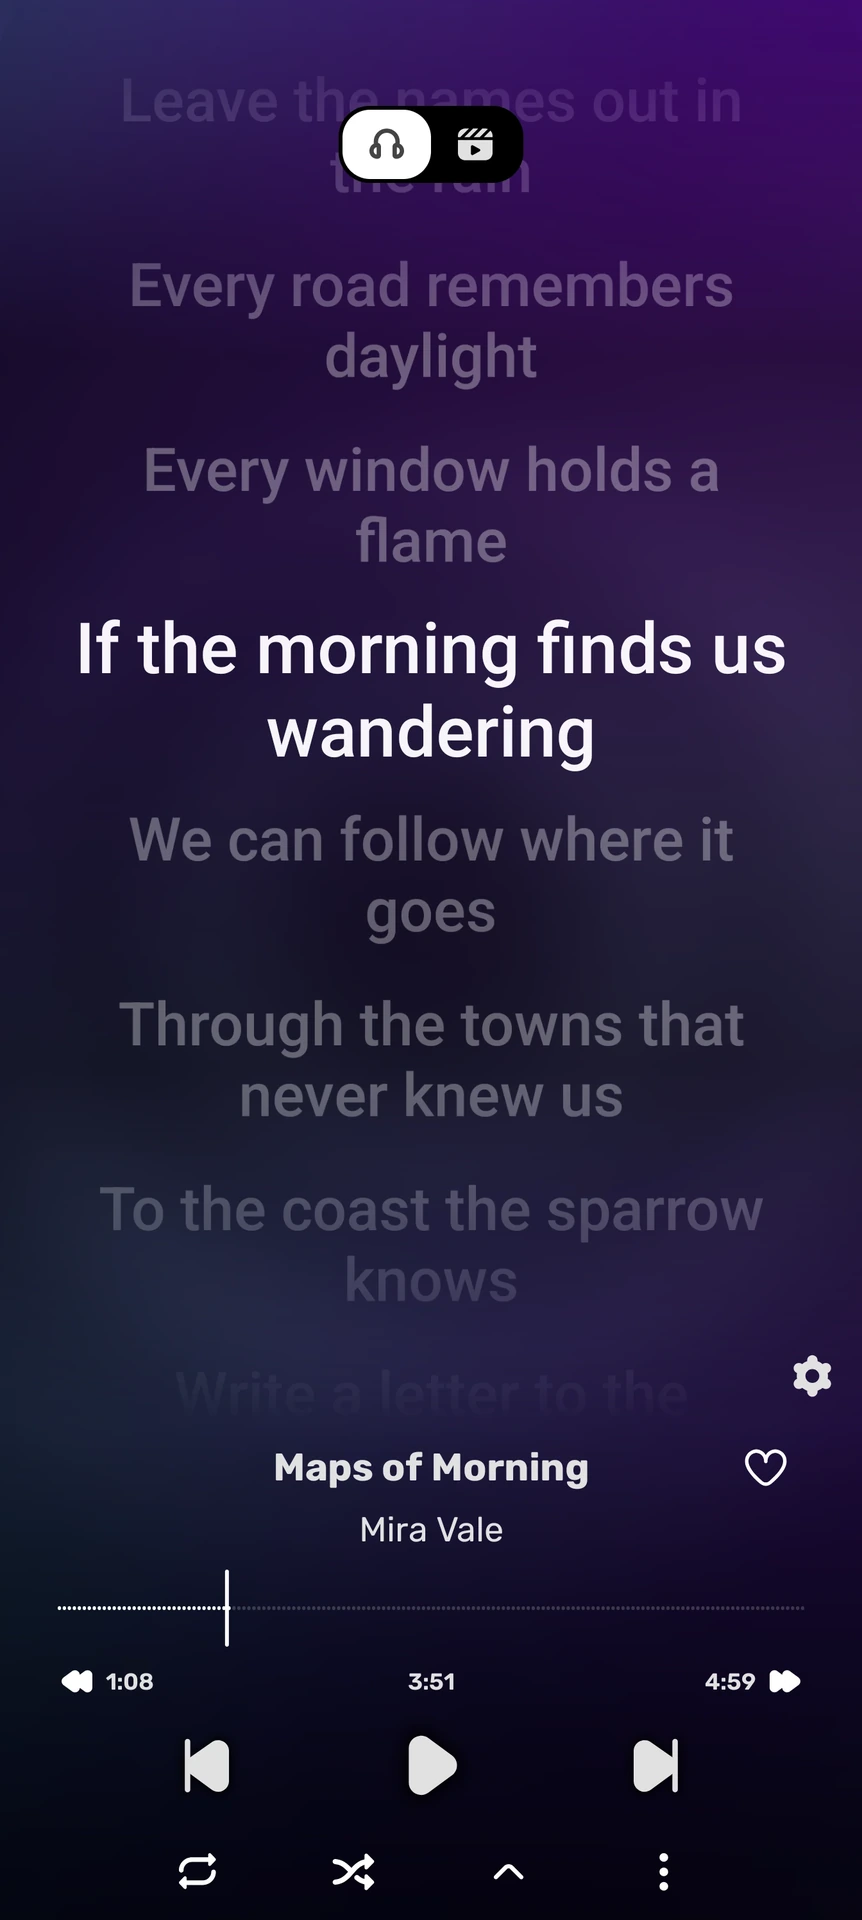 Leave the names out in
the rain
Every road remembers
daylight
Every window holds a
flame
If the morning finds us
wandering
We can follow where it
goes
Through the towns that
never knew us
To the coast the sparrow
knows
Write a letter to the
Maps of Morning
Mira Vale
1:08 3:51 4:59